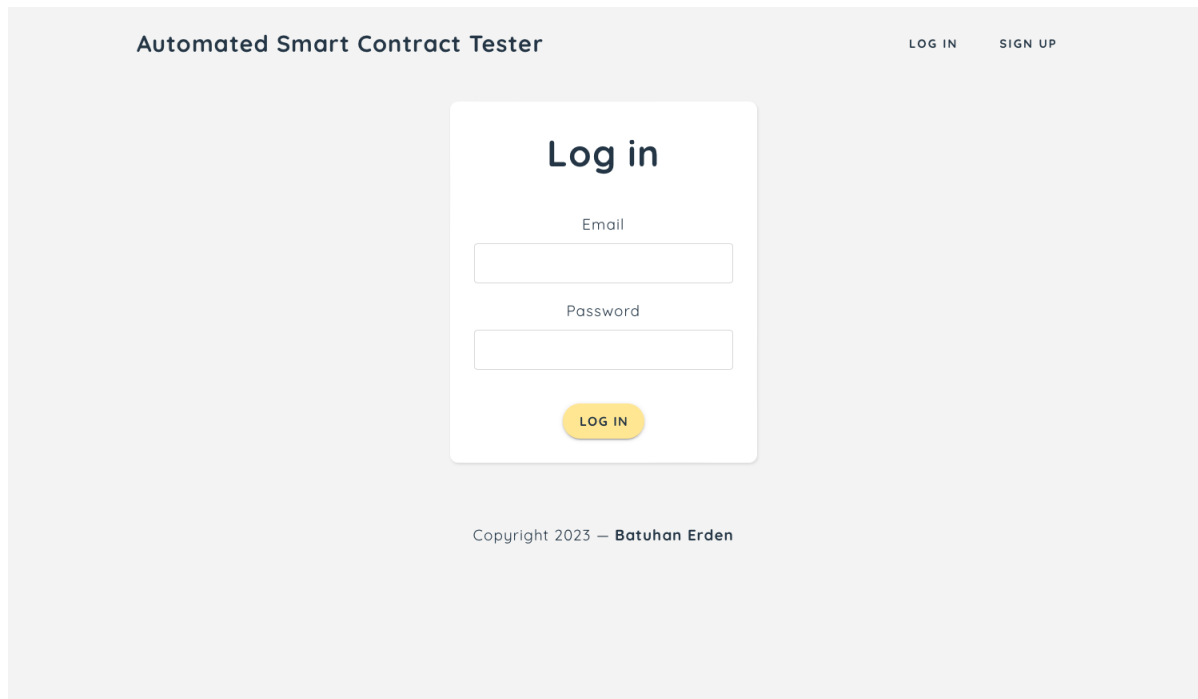 Automated Smart Contract Tester
LOG IN
SIGN UP
Log in
Email
Password
LOG IN
Copyright 2023 — Batuhan Erden